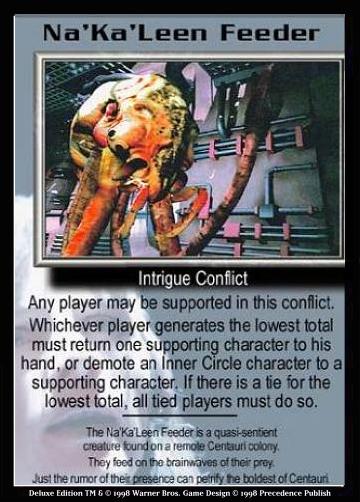 Na'Ka'Leen Feeder
Intrigue Conflict
Any player may be supported in this conflict.
Whichever player generates the lowest total
must return one supporting character to his
hand, or demote an Inner Circle character to a
supporting character. If there is a tie for the
lowest total, all tied players must do so.
The Na'Ka'Leen Feeder is a quasi-sentient
creature found on a remote Centauri colony.
They feed on the brainwaves of their prey.
Just the rumor of their presence can petrify the boldest of Centauri.
Deluxe Edition TM & © 1998 Warner Bros. Game Design © 1998 Precedence Publish